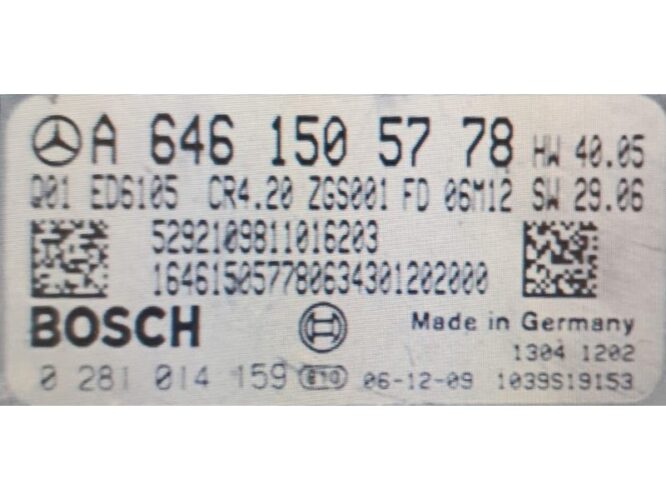 A 646 150 57 78 HW 40.05
Q01 ED6105 CR4.20 ZGS001 FD 06M12 SW 29.06
5292109811016203
164615057780634301202000
BOSCH Made in Germany
1304 1202
0 281 014 159 06-12-09 1039S19153